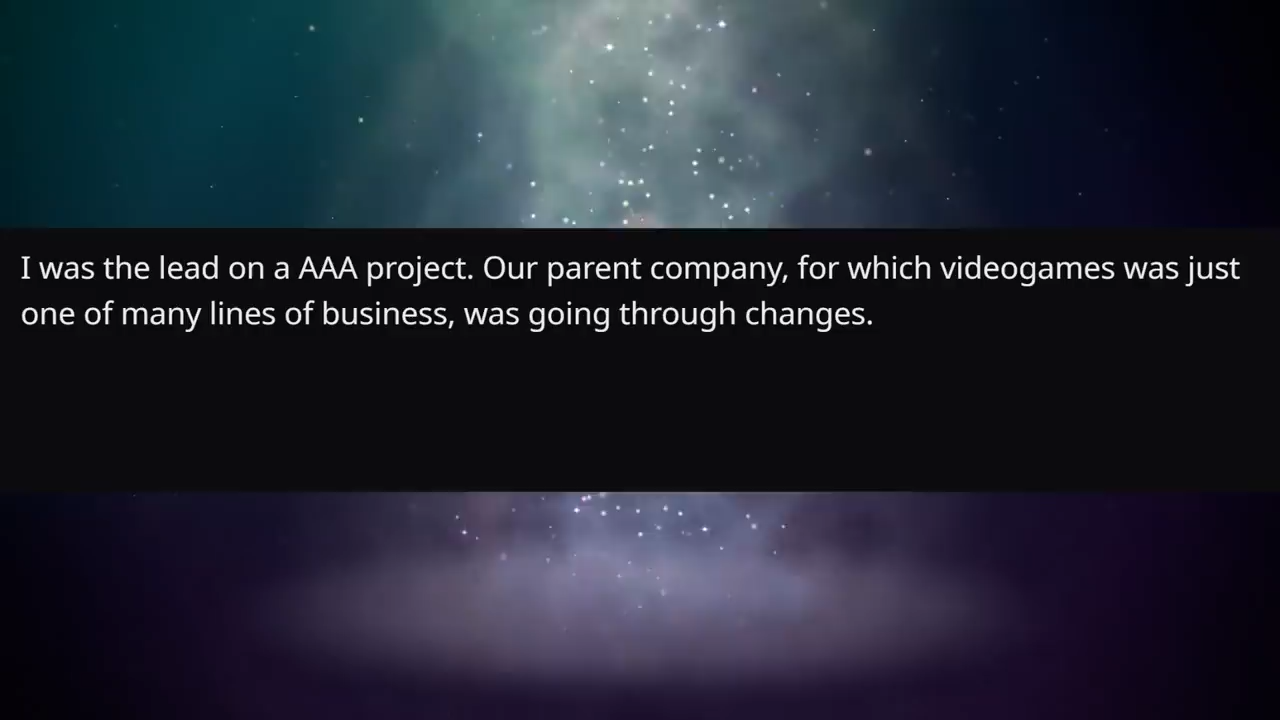 I was the lead on a AAA project. Our parent company, for which videogames was just
one of many lines of business, was going through changes.